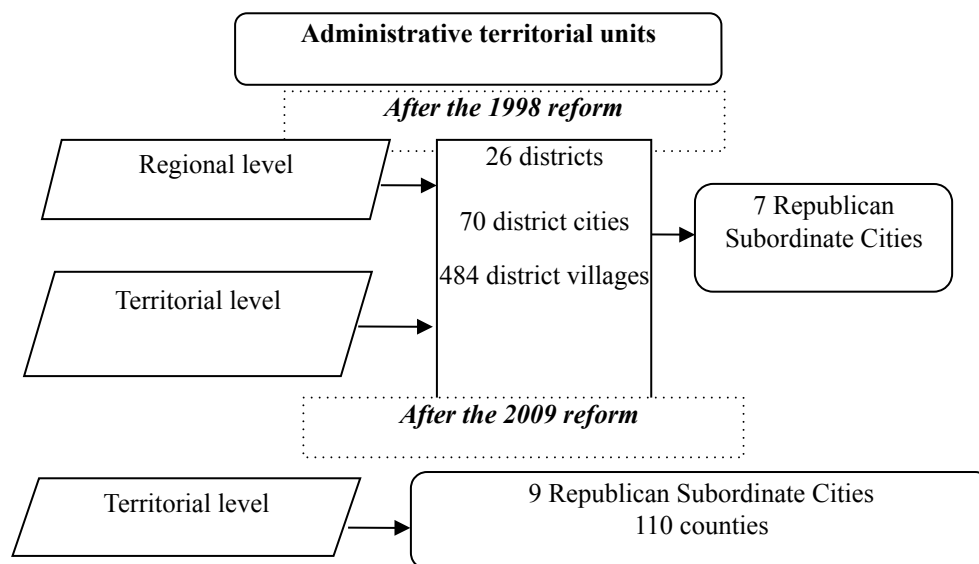 Administrative territorial units
After the 1998 reform
Regional level
26 districts
70 district cities
484 district villages
7 Republican
Subordinate Cities
Territorial level
After the 2009 reform
Territorial level
9 Republican Subordinate Cities
110 counties